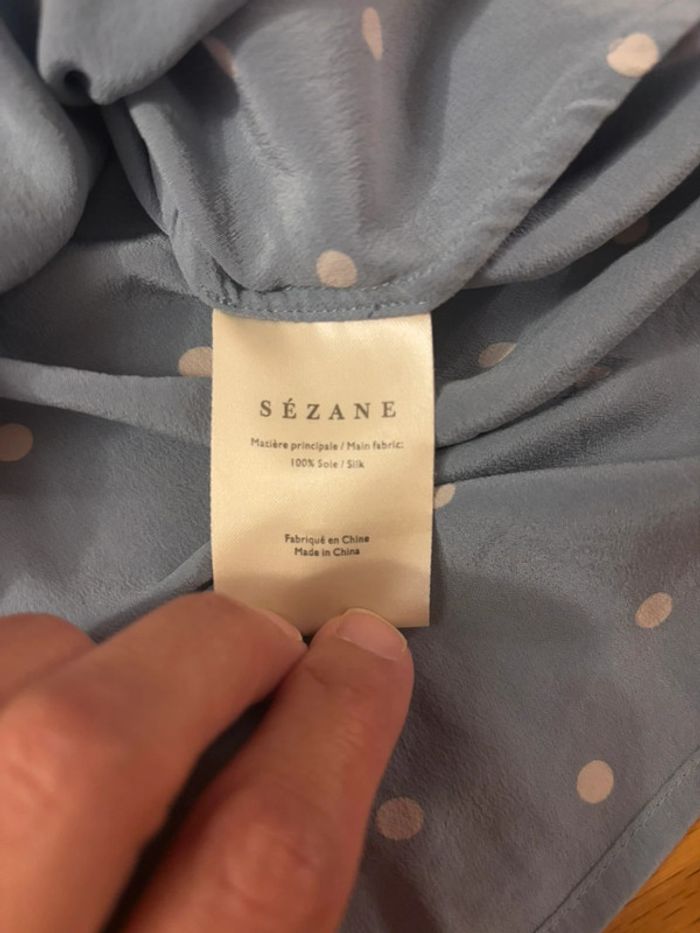 SÉZANE
Matière principale / Main fabric:
100% Soie / Silk
Fabriqué en Chine
Made in China